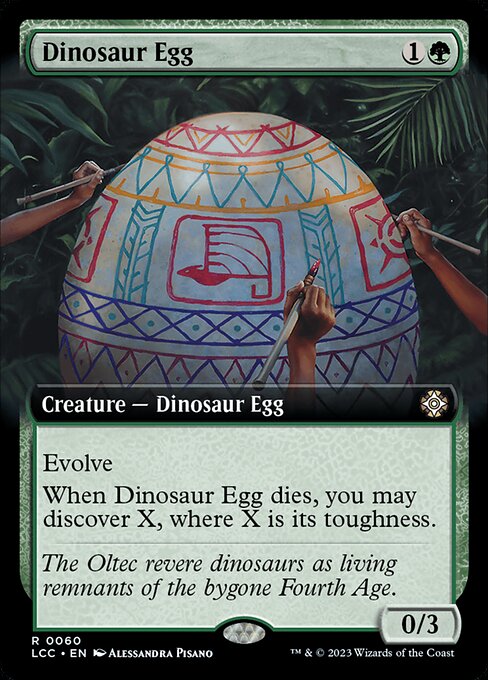 Dinosaur Egg 1
Creature — Dinosaur Egg
Evolve
When Dinosaur Egg dies, you may
discover X, where X is its toughness.
The Oltec revere dinosaurs as living
remnants of the bygone Fourth Age.
0/3
R 0060
LCC • EN Alessandra Pisano
™ & © 2023 Wizards of the Coast